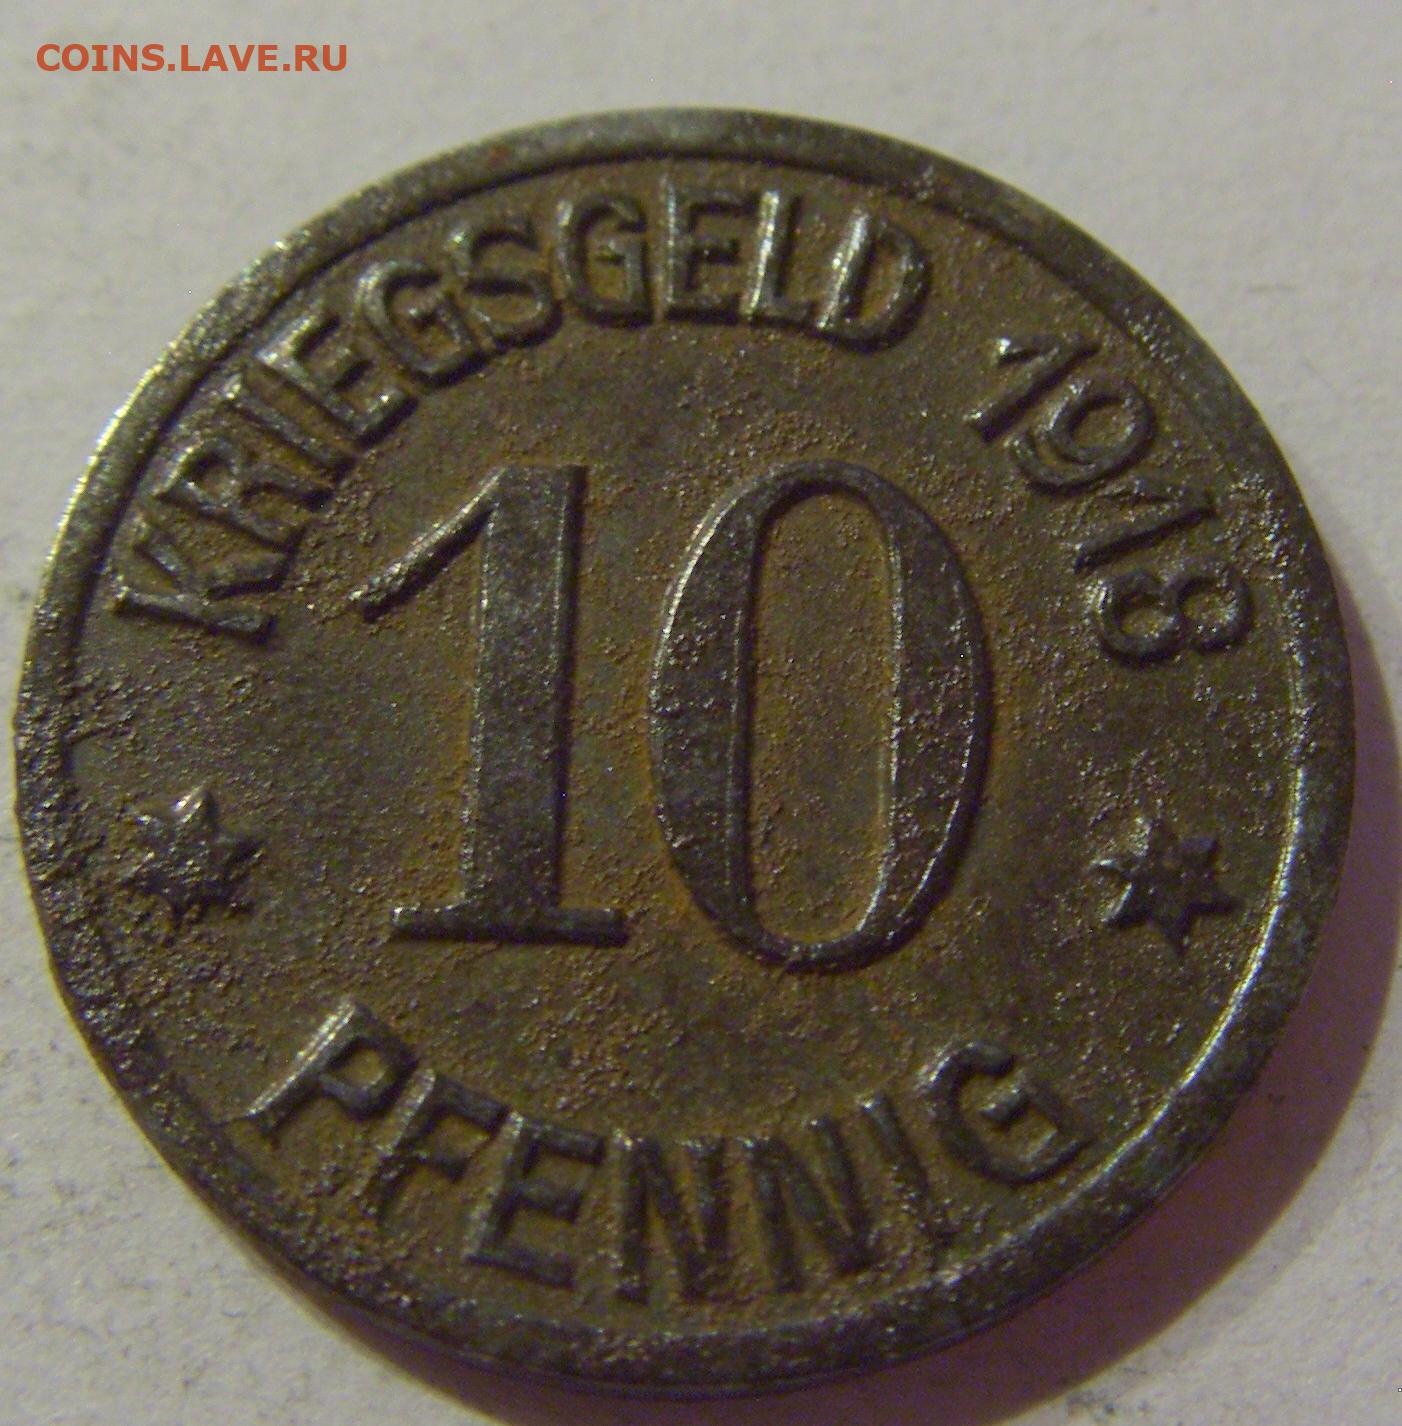 COINS.LAVE.RU
KRIEGSGELD 1918
10
PFENNIG